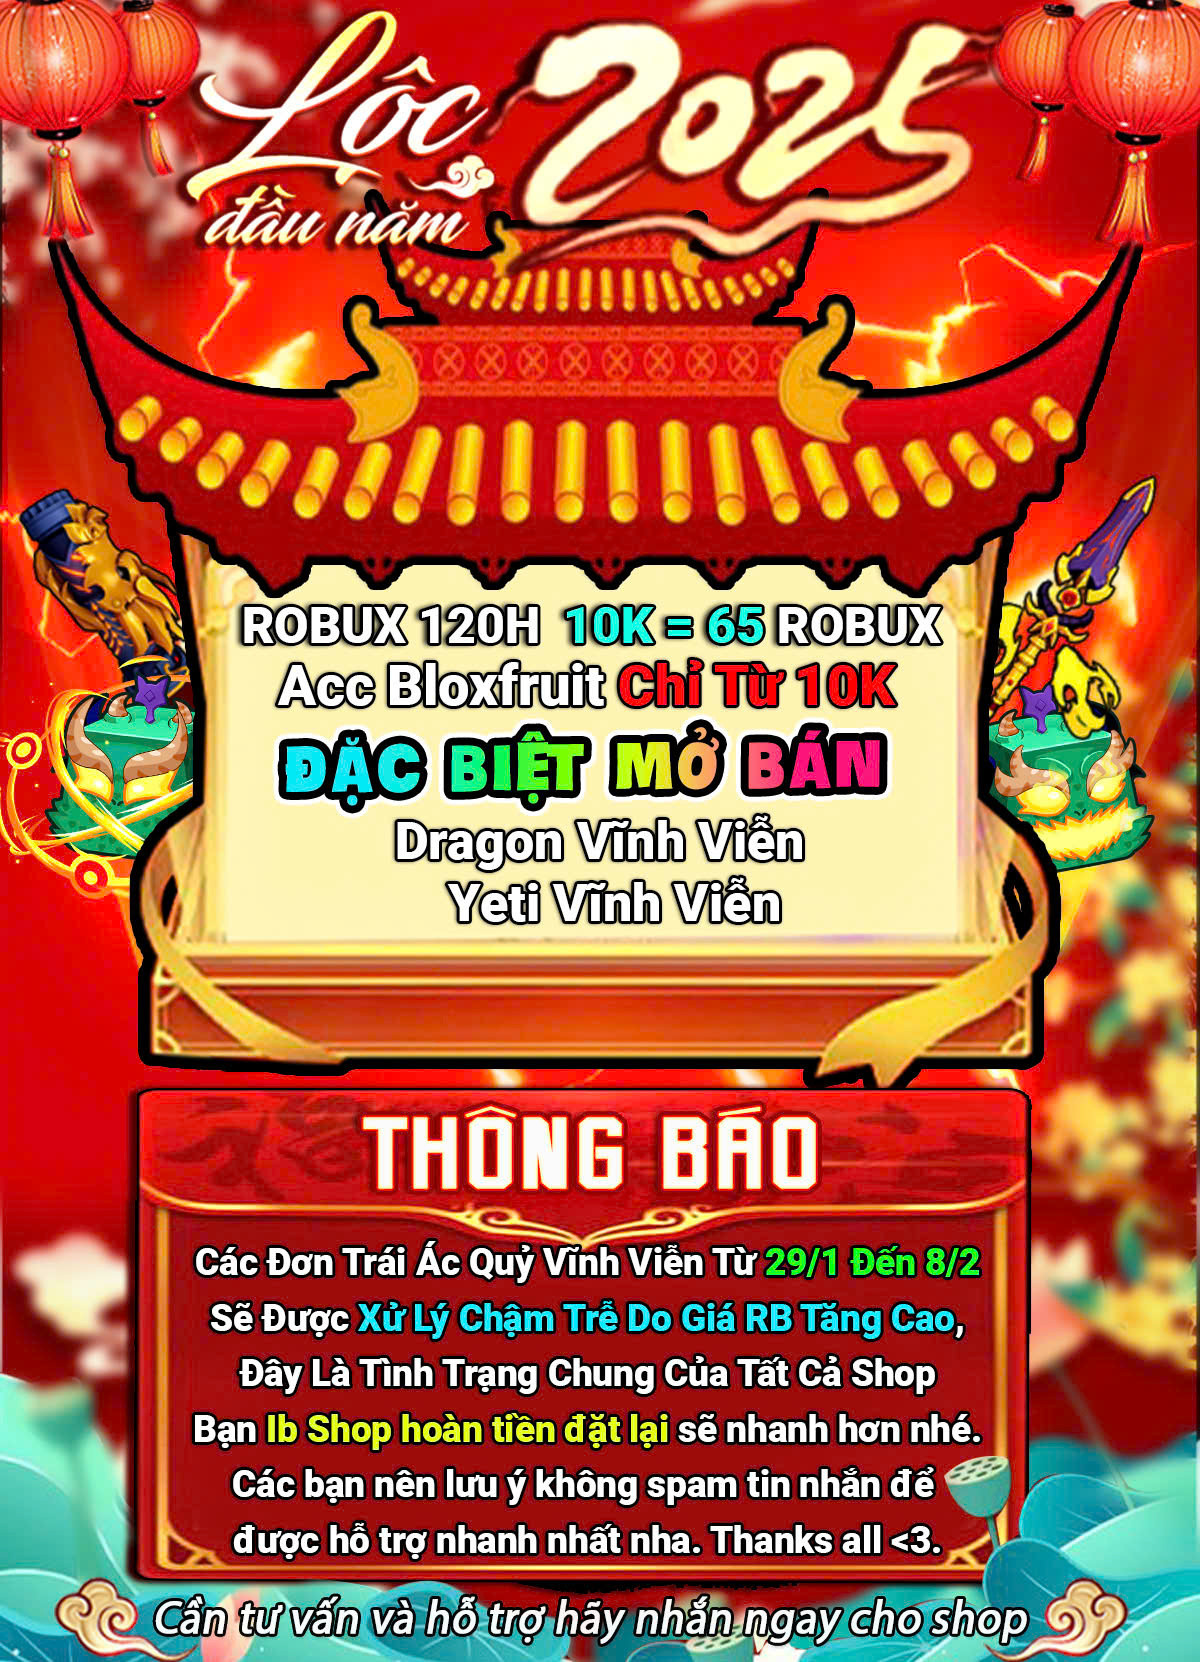 Lộc 2025
đầu năm
ROBUX 120H 10K = 65 ROBUX
Acc Bloxfruit Chỉ Từ 10K
ĐẶC BIỆT MỞ BÁN
Dragon Vĩnh Viễn
Yeti Vĩnh Viễn
THÔNG BÁO
Các Đơn Trái Ác Quỷ Vĩnh Viễn Từ 29/1 Đến 8/2
Sẽ Được Xử Lý Chậm Trễ Do Giá RB Tăng Cao,
Đây Là Tình Trạng Chung Của Tất Cả Shop
Bạn Ib Shop hoàn tiền đặt lại sẽ nhanh hơn nhé.
Các bạn nên lưu ý không spam tin nhắn để
được hỗ trợ nhanh nhất nha. Thanks all <3.
Cần tư vấn và hỗ trợ hãy nhắn ngay cho shop